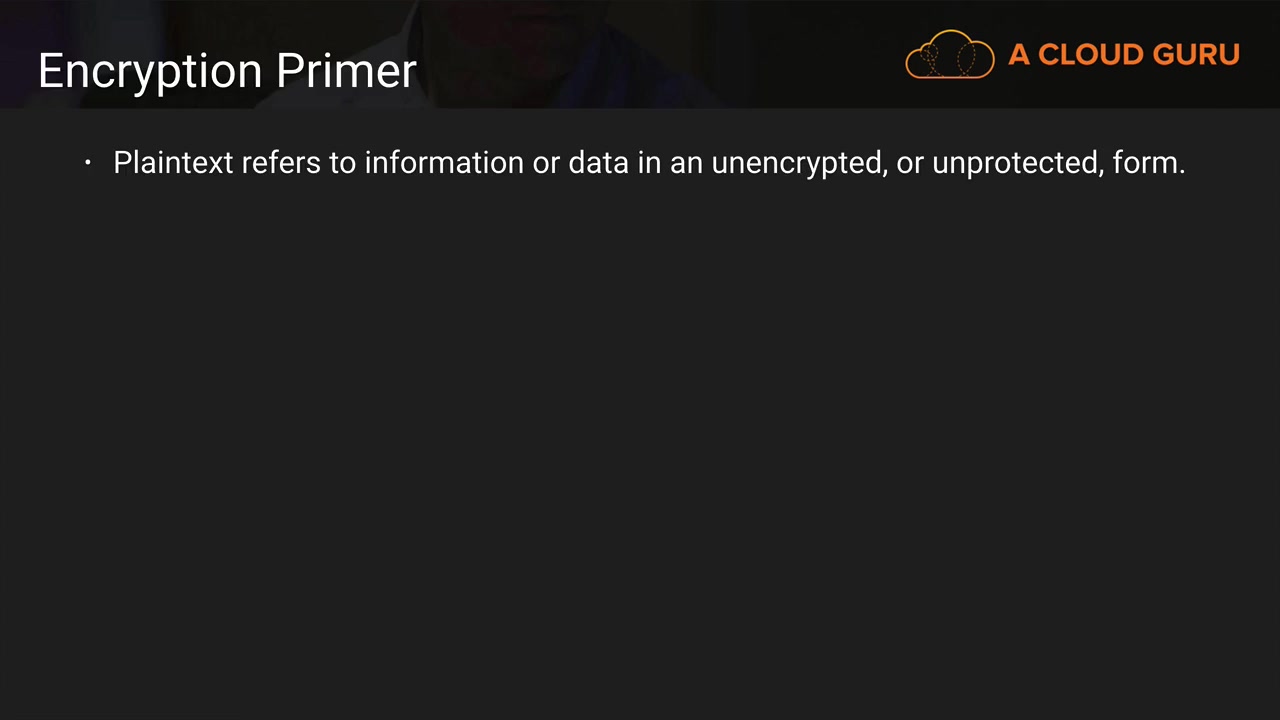 Encryption Primer
A CLOUD GURU
• Plaintext refers to information or data in an unencrypted, or unprotected, form.